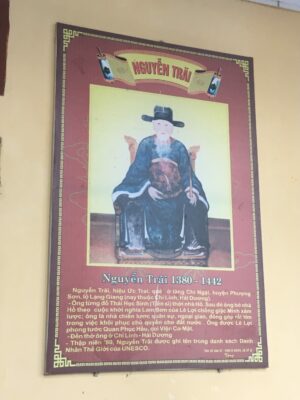 NGUYỄN TRÃI
Nguyễn Trãi 1380 - 1442
Nguyễn Trãi, hiệu Ức Trai, quê ở làng Chi Ngại, huyện Phượng
Sơn, lộ Lạng Giang (nay thuộc Chí Linh, Hải Dương)
- Ông từng đỗ Thái Học Sinh (Tiến sĩ) thời nhà Hồ. Sau đó ông bỏ nhà
Hồ theo cuộc khởi nghĩa Lam Sơn của Lê Lợi chống giặc Minh xâm
lược; ông là nhà chiến lược quân sự, ngoại giao, đóng góp rất lớn
trong việc khôi phục chủ quyền cho đất nước. Ông được Lê Lợi
phong tước Quan Phục Hầu, gọi Viện Cơ Mật.
- Đền thờ ông ở Chí Linh - Hải Dương
- Thập niên '80, Nguyễn Trãi được ghi tên trong danh sách Danh
Nhân Thế Giới của UNESCO.